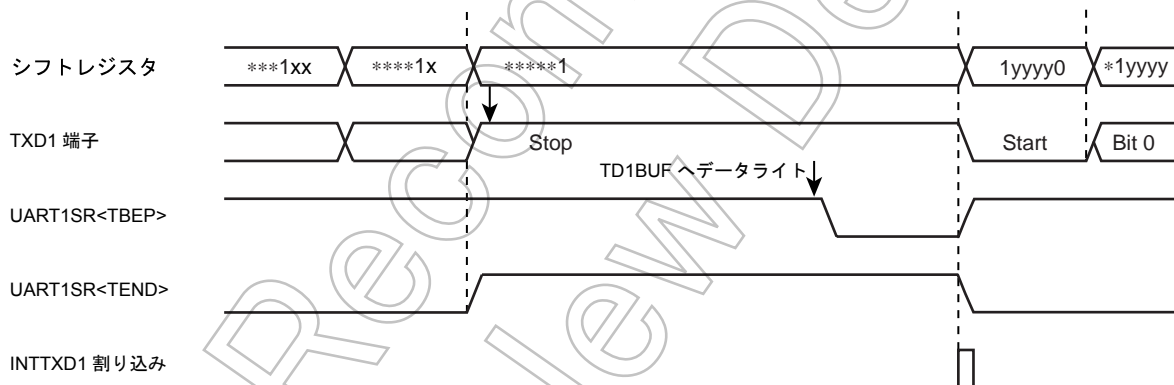 シフトレジスタ ***1xx ****1x *****1 1yyyy0 *1yyyy
TXD1 端子 Stop Start Bit 0
TD1BUF へデータライト
UART1SR<TBEP>
UART1SR<TEND>
INTTXD1 割り込み